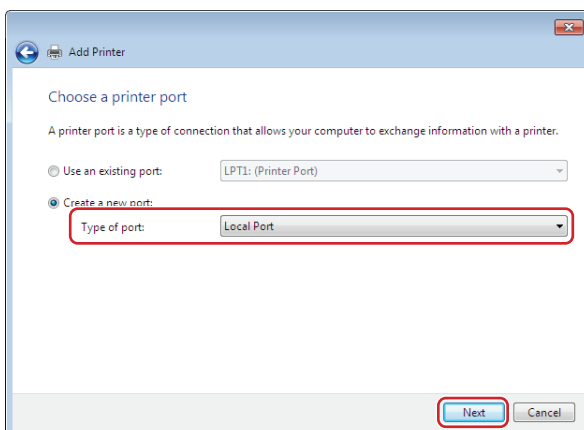 Add Printer
Choose a printer port
A printer port is a type of connection that allows your computer to exchange information with a printer.
Use an existing port: LPT1: (Printer Port)
Create a new port:
Type of port: Local Port
Next Cancel